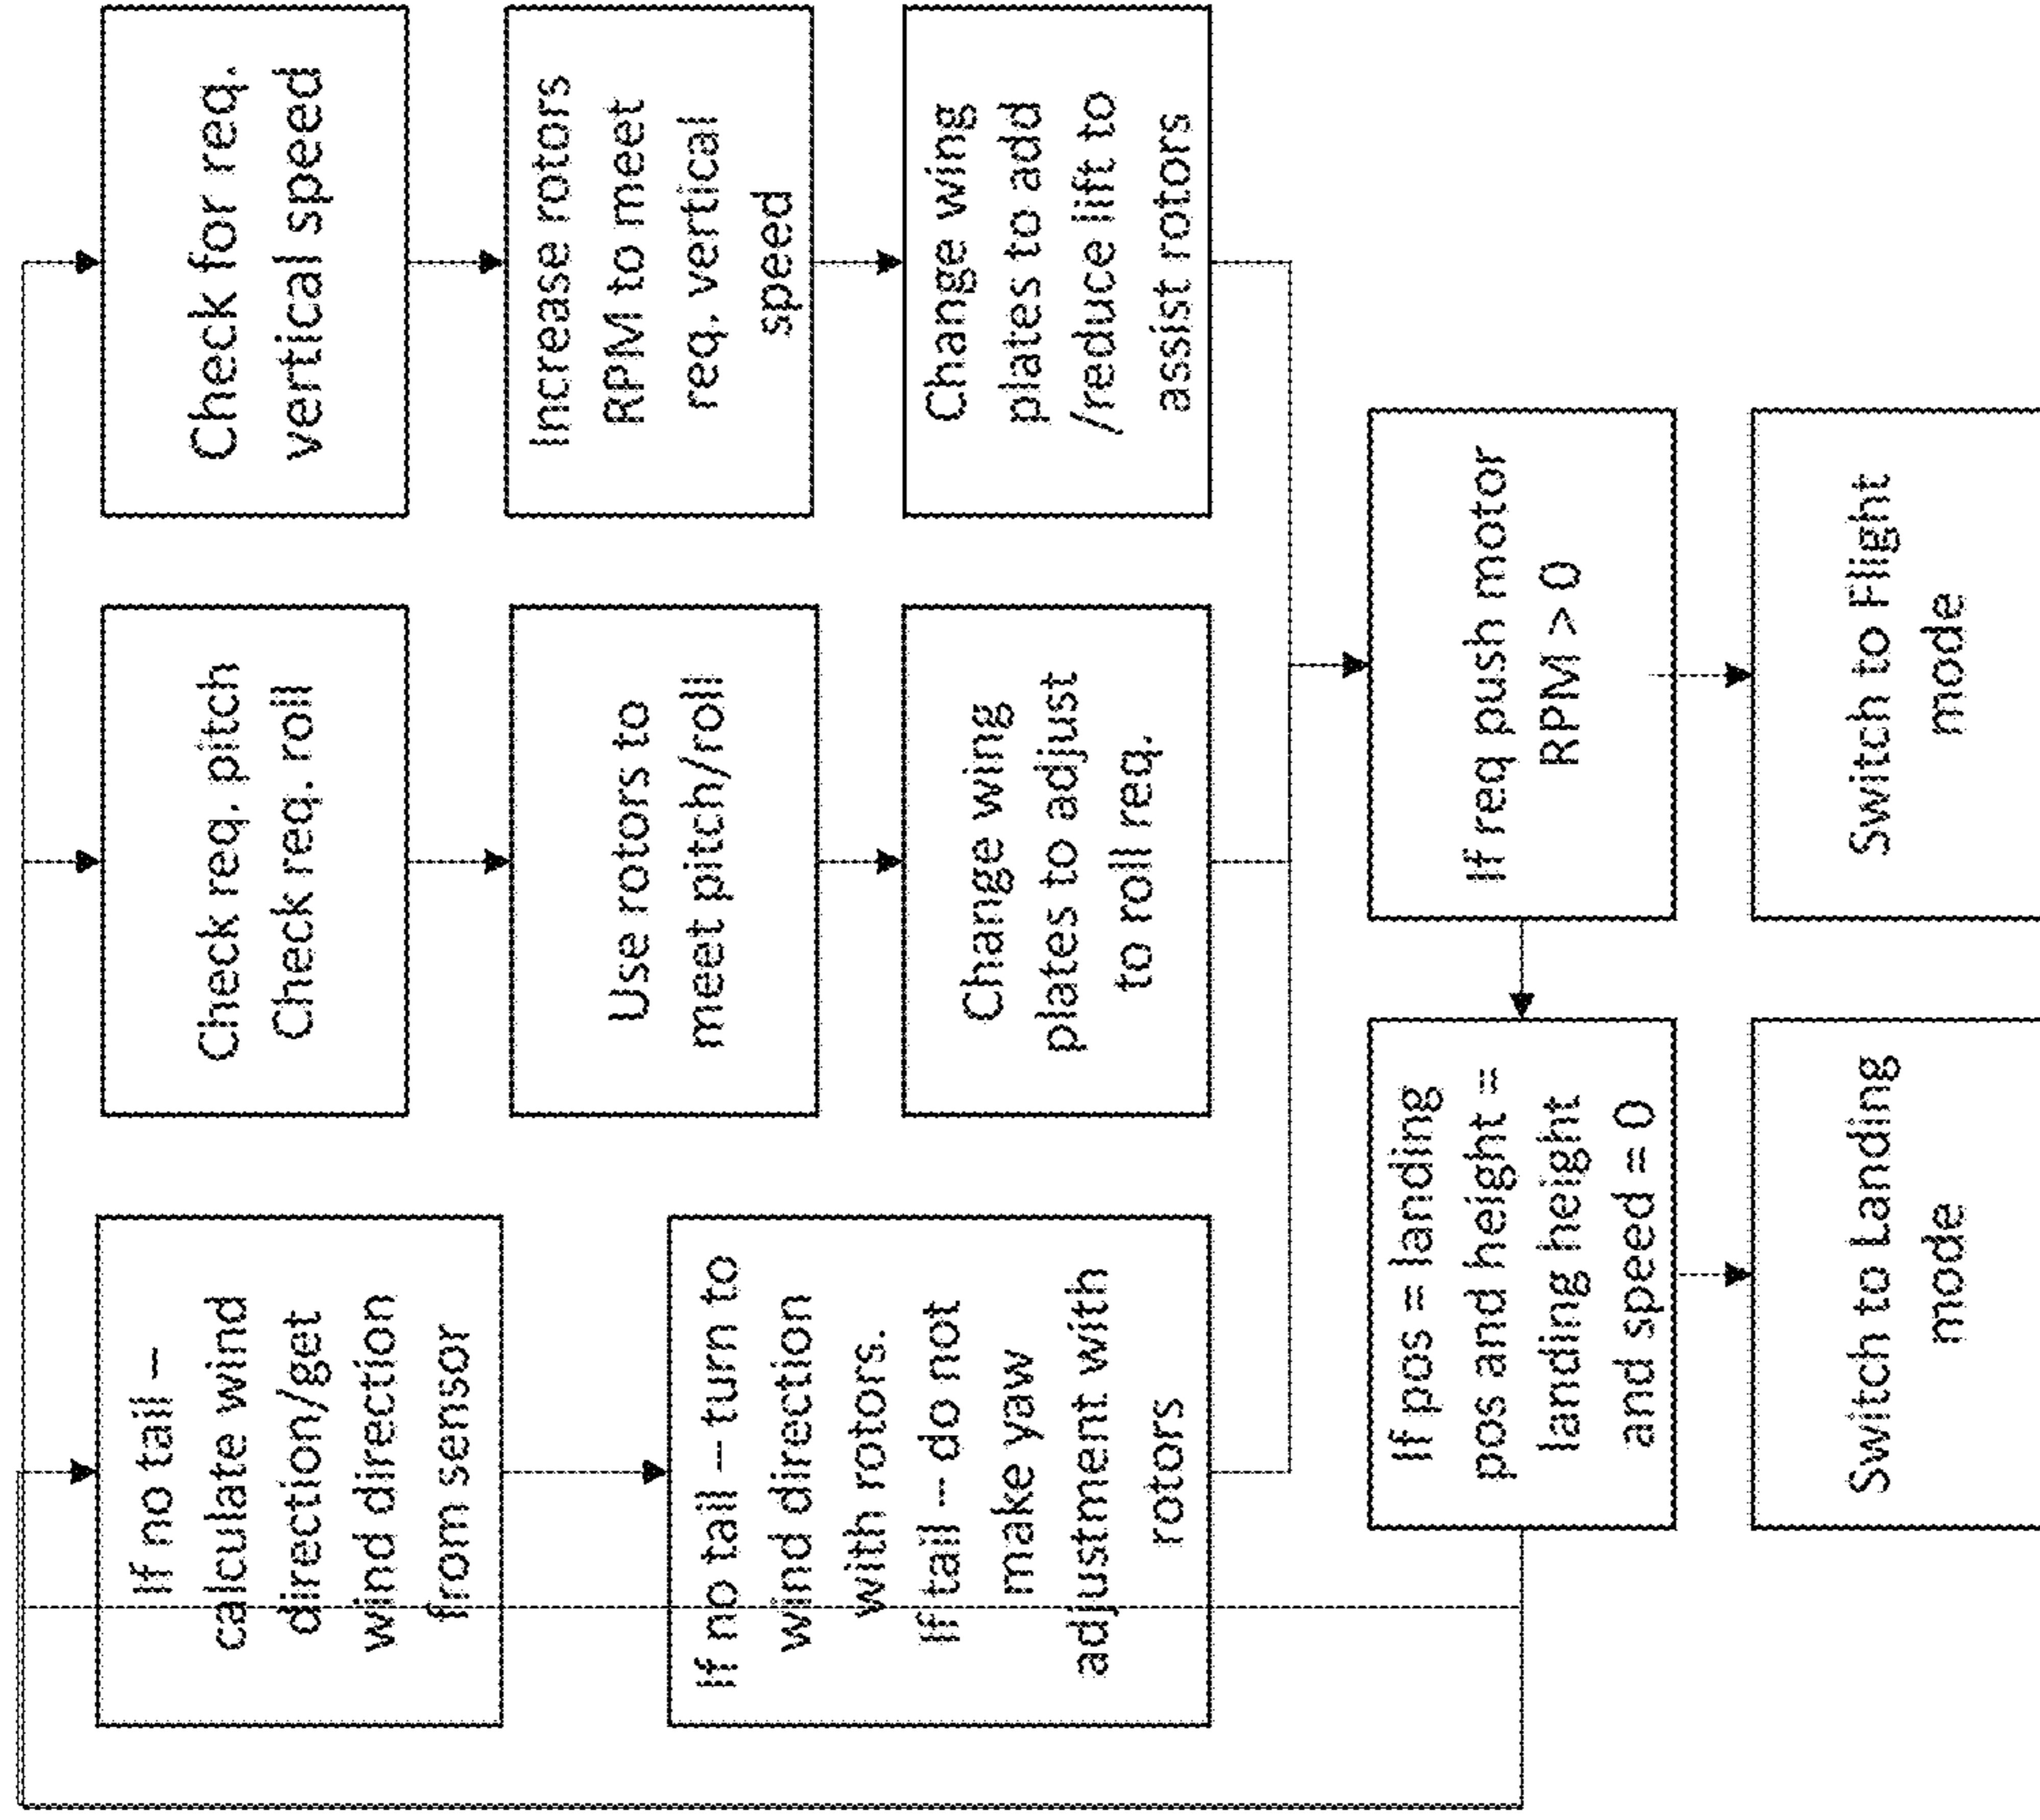 If no tail –
calculate wind
direction/get
wind direction
from sensor
If no tail – turn to
wind direction
with rotors.
If tail – do not
make yaw
adjustment with
rotors
Check req. pitch
Check req. roll
Use rotors to
meet pitch/roll
Change wing
plates to adjust
to roll req.
Check for req.
vertical speed
Increase rotors
RPM to meet
req. vertical
speed
Change wing
plates to add
/reduce lift to
assist rotors
If req push motor
RPM > 0
If pos = landing
pos and height =
landing height
and speed = 0
Switch to Flight
mode
Switch to Landing
mode